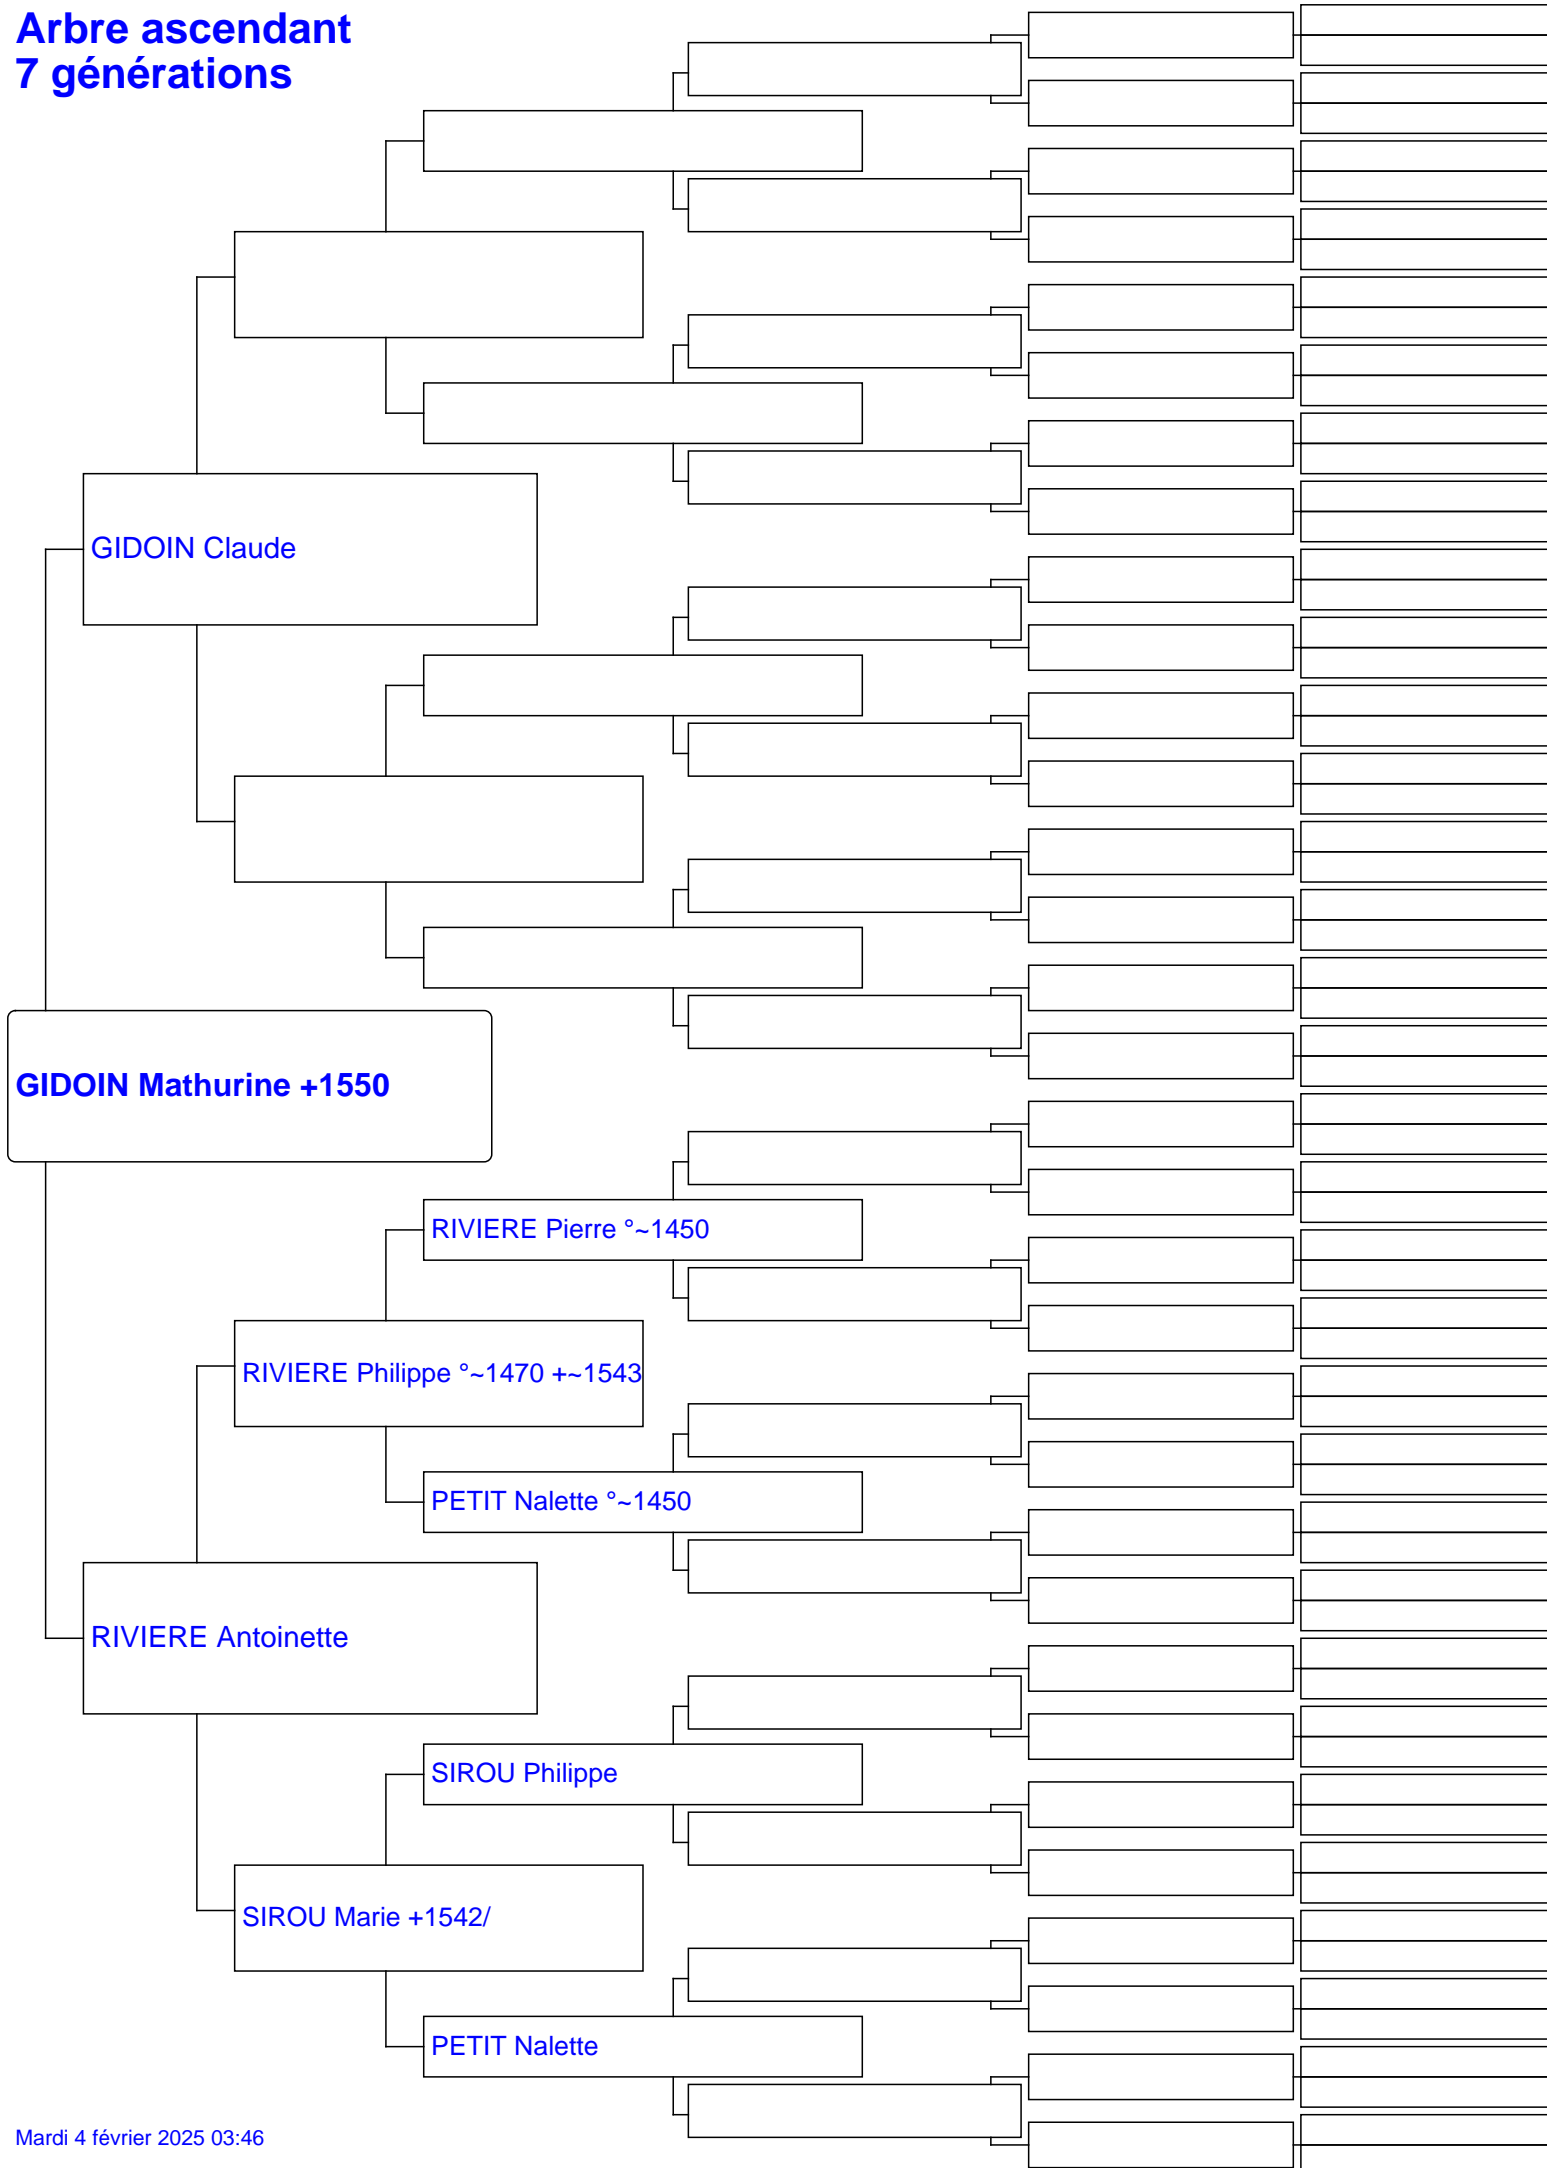 Arbre ascendant
7 générations
GIDOIN Claude
GIDOIN Mathurine +1550
RIVIERE Pierre °~1450
RIVIERE Philippe °~1470 +~1543
PETIT Nalette °~1450
RIVIERE Antoinette
SIROU Philippe
SIROU Marie +1542/
PETIT Nalette
Mardi 4 février 2025 03:46